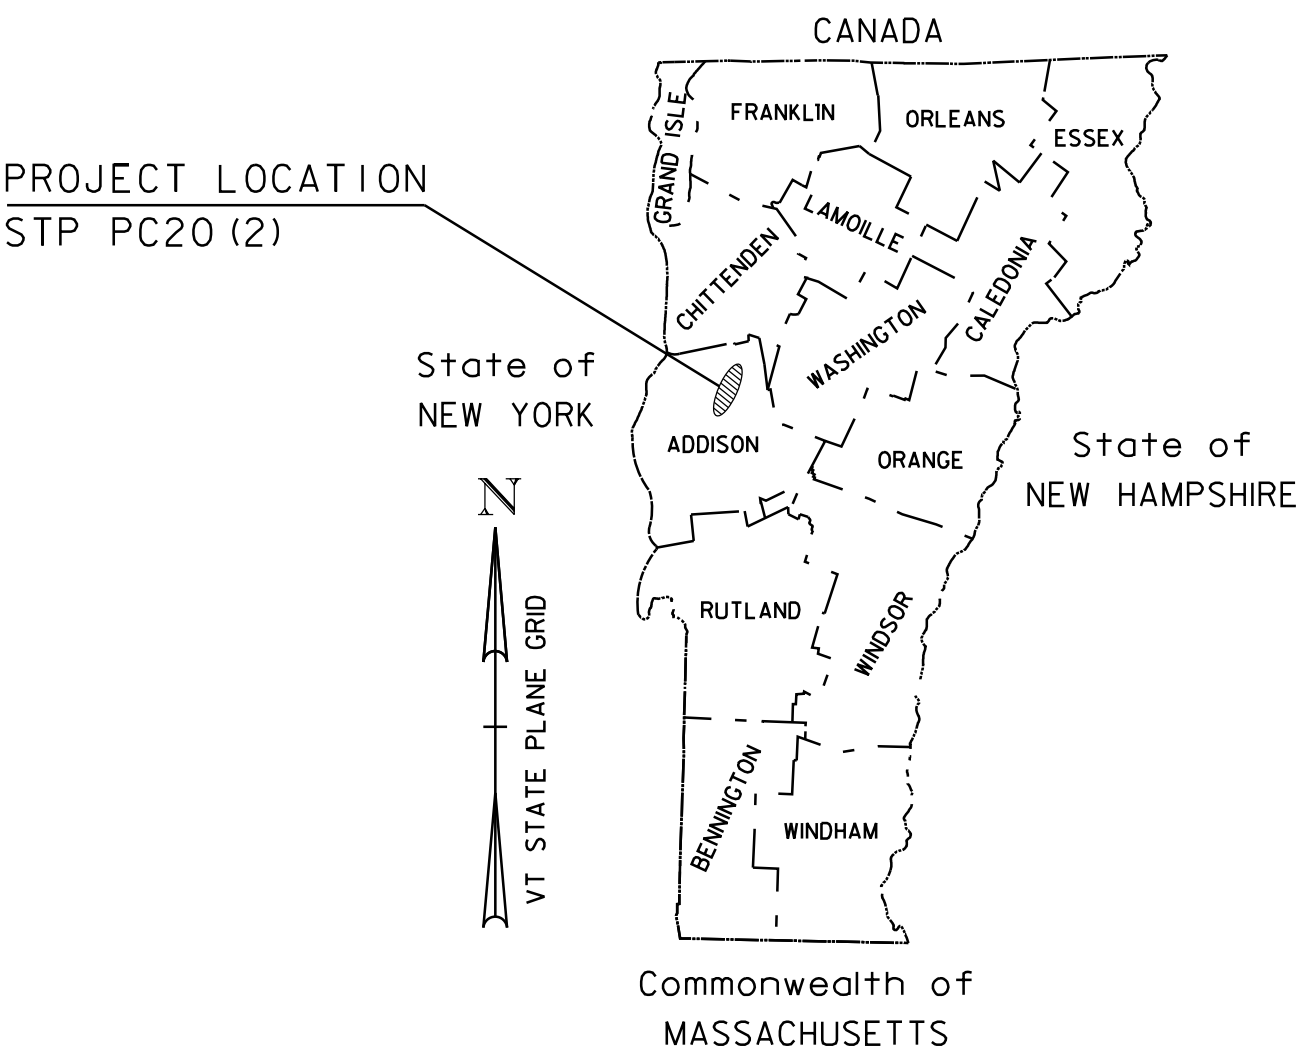 CANADA
GRAND ISLE
FRANKLIN
ORLEANS
ESSEX
PROJECT LOCATION
STP PC20 (2)
LAMOILLE
CHITTENDEN
CALEDONIA
WASHINGTON
State of
NEW YORK
ADDISON
ORANGE
State of
NEW HAMPSHIRE
N
VT STATE PLANE GRID
RUTLAND
WINDSOR
BENNINGTON
WINDHAM
Commonwealth of
MASSACHUSETTS